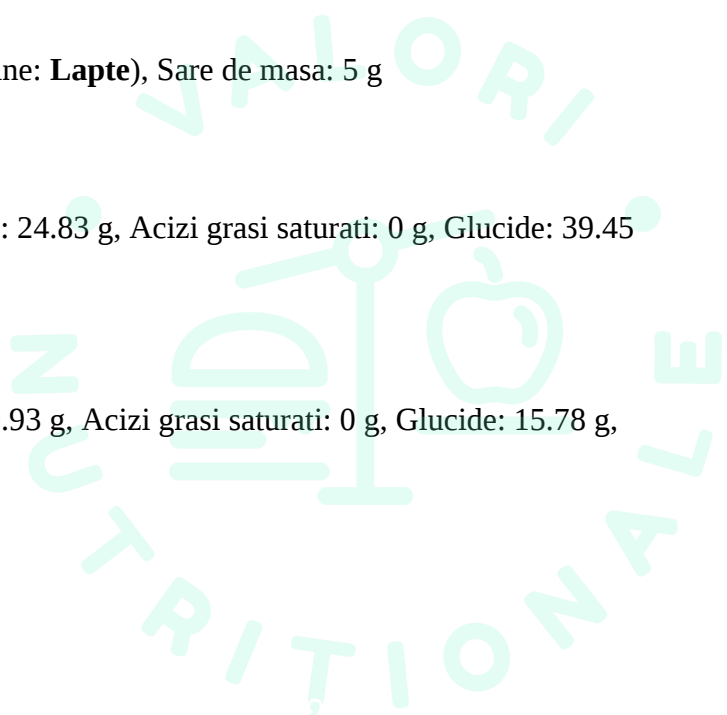 ne: Lapte), Sare de masa: 5 g
: 24.83 g, Acizi grasi saturati: 0 g, Glucide: 39.45
.93 g, Acizi grasi saturati: 0 g, Glucide: 15.78 g,
VALORI
NUTRITIONALE